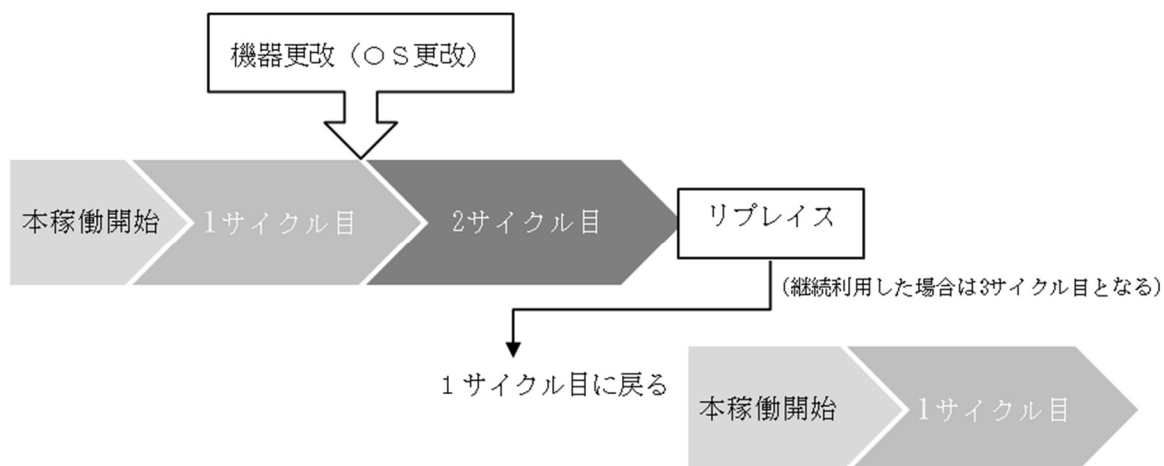 機器更改（ＯＳ更改）
本稼働開始
1サイクル目
2サイクル目
リプレイス
（継続利用した場合は3サイクル目となる）
１サイクル目に戻る
本稼働開始
1サイクル目